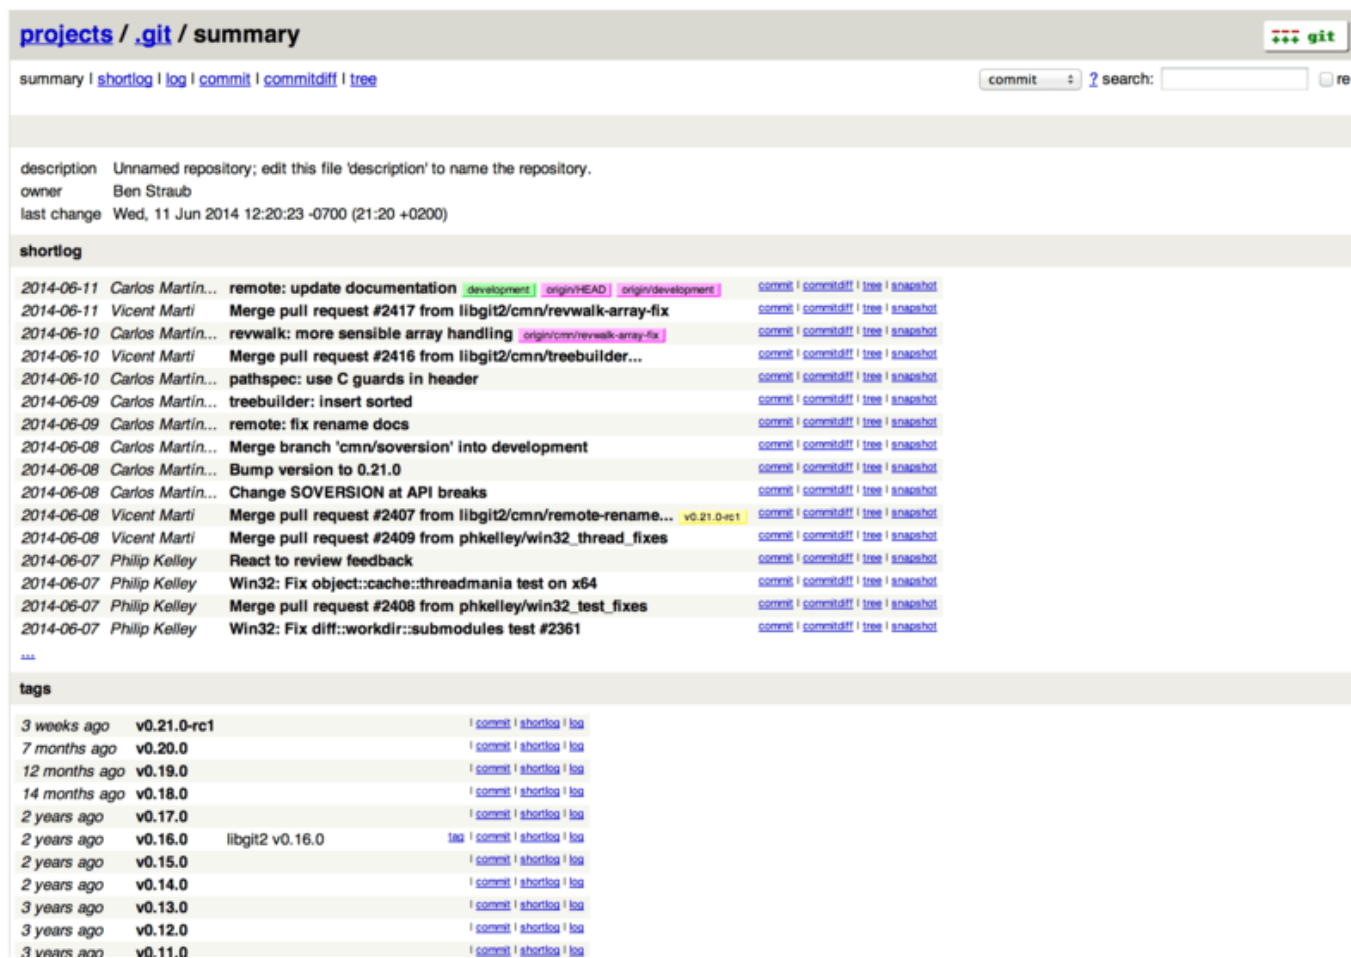 projects / .git / summary
git
summary | shortlog | log | commit | commitdiff | tree
commit ? search: re
description Unnamed repository; edit this file 'description' to name the repository.
owner Ben Straub
last change Wed, 11 Jun 2014 12:20:23 -0700 (21:20 +0200)
shortlog
2014-06-11 Carlos Martín... remote: update documentation development origin/HEAD origin/development commit | commitdiff | tree | snapshot
2014-06-11 Vicent Marti Merge pull request #2417 from libgit2/cmn/revwalk-array-fix commit | commitdiff | tree | snapshot
2014-06-10 Carlos Martín... revwalk: more sensible array handling origin/cmn/revwalk-array-fix commit | commitdiff | tree | snapshot
2014-06-10 Vicent Marti Merge pull request #2416 from libgit2/cmn/treebuilder... commit | commitdiff | tree | snapshot
2014-06-10 Carlos Martín... pathspec: use C guards in header commit | commitdiff | tree | snapshot
2014-06-09 Carlos Martín... treebuilder: insert sorted commit | commitdiff | tree | snapshot
2014-06-09 Carlos Martín... remote: fix rename docs commit | commitdiff | tree | snapshot
2014-06-08 Carlos Martín... Merge branch 'cmn/soversion' into development commit | commitdiff | tree | snapshot
2014-06-08 Carlos Martín... Bump version to 0.21.0 commit | commitdiff | tree | snapshot
2014-06-08 Carlos Martín... Change SOVERSION at API breaks commit | commitdiff | tree | snapshot
2014-06-08 Vicent Marti Merge pull request #2407 from libgit2/cmn/remote-rename... v0.21.0-rc1 commit | commitdiff | tree | snapshot
2014-06-08 Vicent Marti Merge pull request #2409 from phkelley/win32_thread_fixes commit | commitdiff | tree | snapshot
2014-06-07 Philip Kelley React to review feedback commit | commitdiff | tree | snapshot
2014-06-07 Philip Kelley Win32: Fix object::cache::threadmania test on x64 commit | commitdiff | tree | snapshot
2014-06-07 Philip Kelley Merge pull request #2408 from phkelley/win32_test_fixes commit | commitdiff | tree | snapshot
2014-06-07 Philip Kelley Win32: Fix diff::workdir::submodules test #2361 commit | commitdiff | tree | snapshot
...
tags
3 weeks ago v0.21.0-rc1 | commit | shortlog | log
7 months ago v0.20.0 | commit | shortlog | log
12 months ago v0.19.0 | commit | shortlog | log
14 months ago v0.18.0 | commit | shortlog | log
2 years ago v0.17.0 | commit | shortlog | log
2 years ago v0.16.0 libgit2 v0.16.0 tag | commit | shortlog | log
2 years ago v0.15.0 | commit | shortlog | log
2 years ago v0.14.0 | commit | shortlog | log
3 years ago v0.13.0 | commit | shortlog | log
3 years ago v0.12.0 | commit | shortlog | log
3 years ago v0.11.0 | commit | shortlog | log